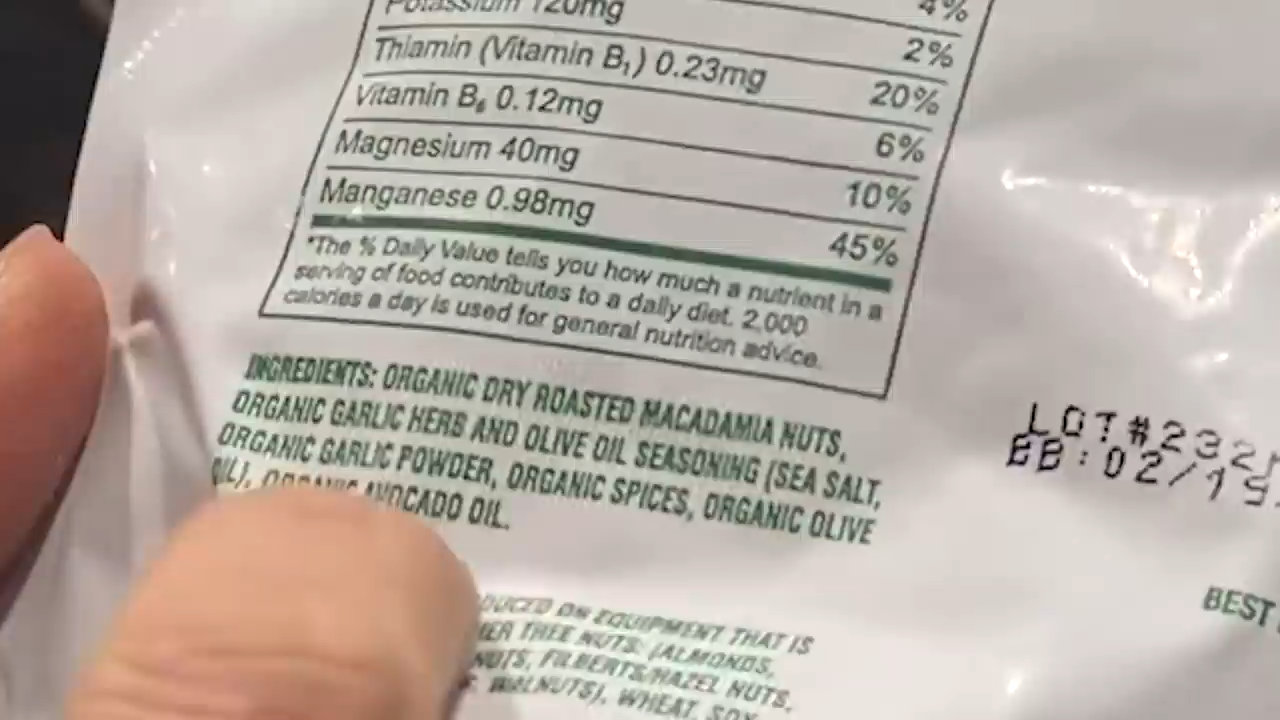 Potassium 120mg 4%
Thiamin (Vitamin B₁) 0.23mg 2%
Vitamin B₆ 0.12mg 20%
Magnesium 40mg 6%
Manganese 0.98mg 10%
45%
*The % Daily Value tells you how much a nutrient in a
serving of food contributes to a daily diet. 2,000
calories a day is used for general nutrition advice.
INGREDIENTS: ORGANIC DRY ROASTED MACADAMIA NUTS,
ORGANIC GARLIC HERB AND OLIVE OIL SEASONING (SEA SALT,
ORGANIC GARLIC POWDER, ORGANIC SPICES, ORGANIC OLIVE
OIL), ORGANIC AVOCADO OIL.
LOT#232
BB:02/19
EQUIPMENT THAT IS
TREE NUTS: (ALMONDS,
NUTS, FILBERTS/HAZEL NUTS,
WALNUTS), WHEAT, SOY
BEST